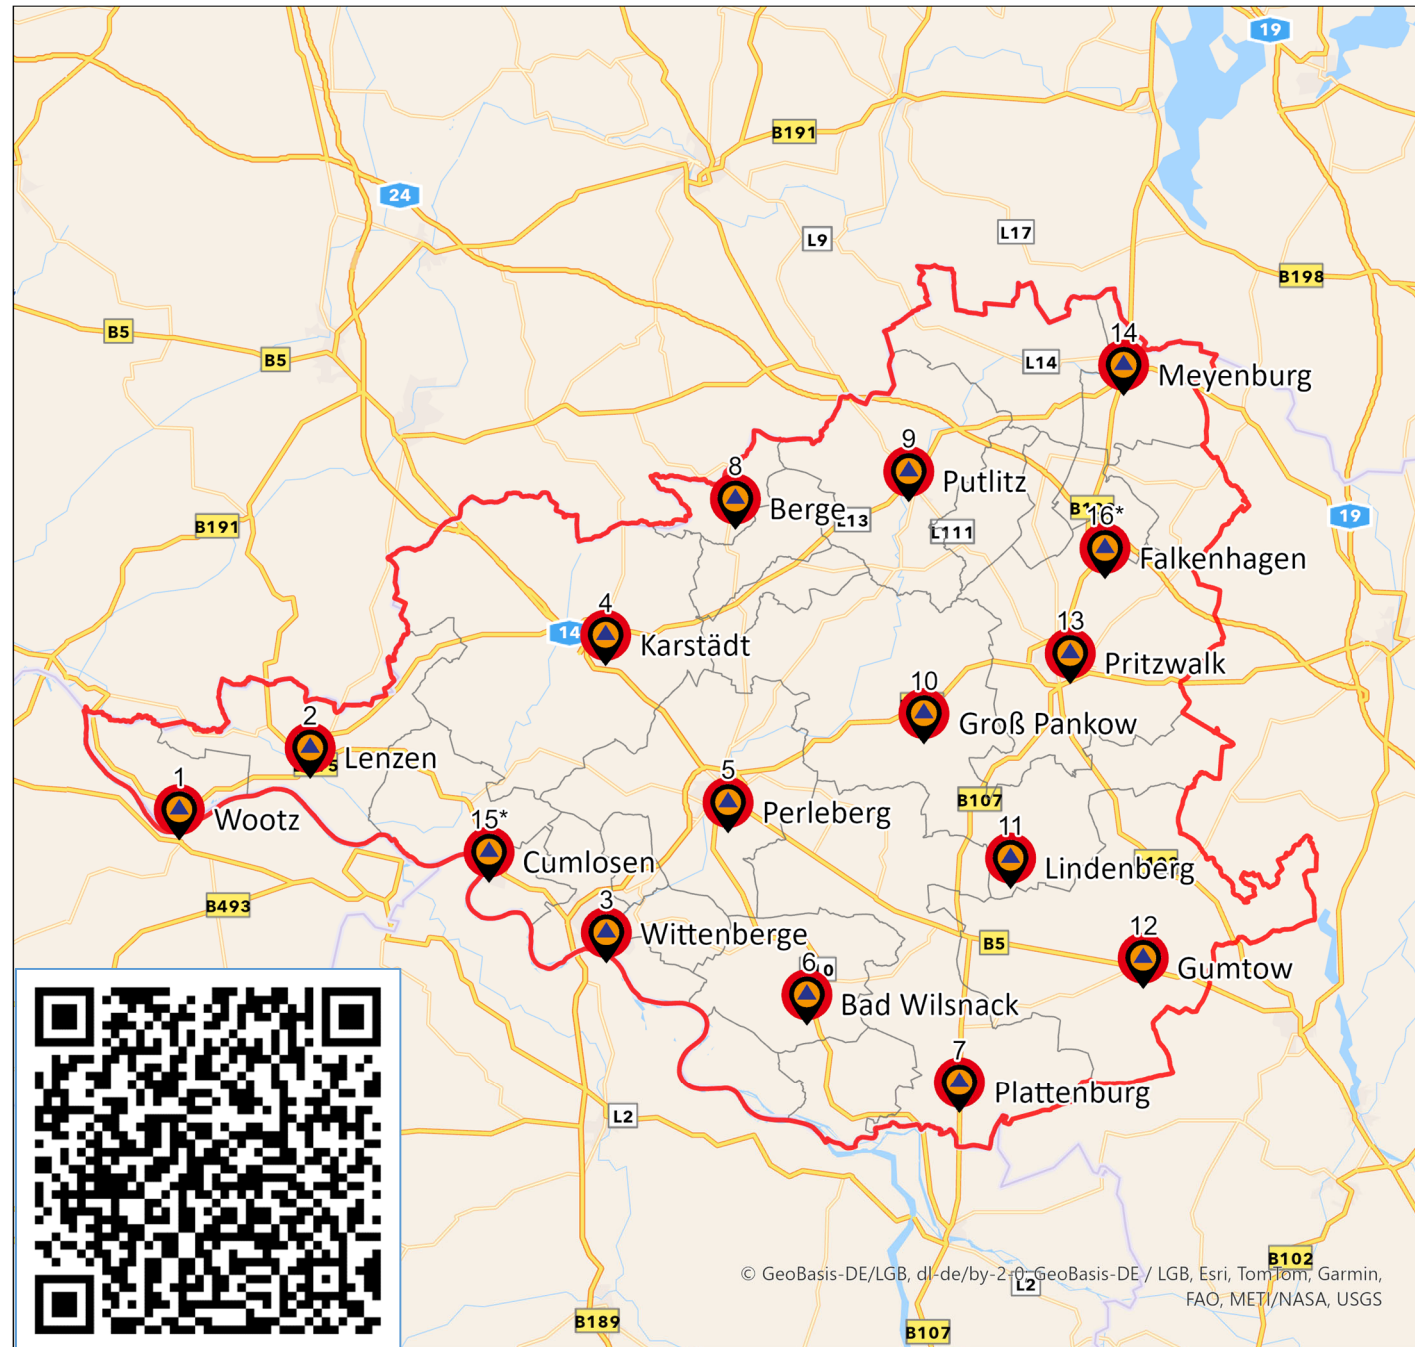 19
B191
24
L9
L17
B198
B5
B5
14
L14
Meyenburg
9
8
Putlitz
Berge
L13
B191
16*
19
L111
Falkenhagen
4
14
13
Karstädt
Pritzwalk
10
2
Groß Pankow
Lenzen
5
1
B107
Perleberg
Wootz
15*
11
Cumlosen
Lindenberg
B493
3
12
Wittenberge
B5
6
Gumtow
Bad Wilsnack
7
Plattenburg
L2
B102
© GeoBasis-DE/LGB, dl-de/by-2-0; GeoBasis-DE / LGB, Esri, TomTom, Garmin,
L2
FAO, METI/NASA, USGS
B189
B107